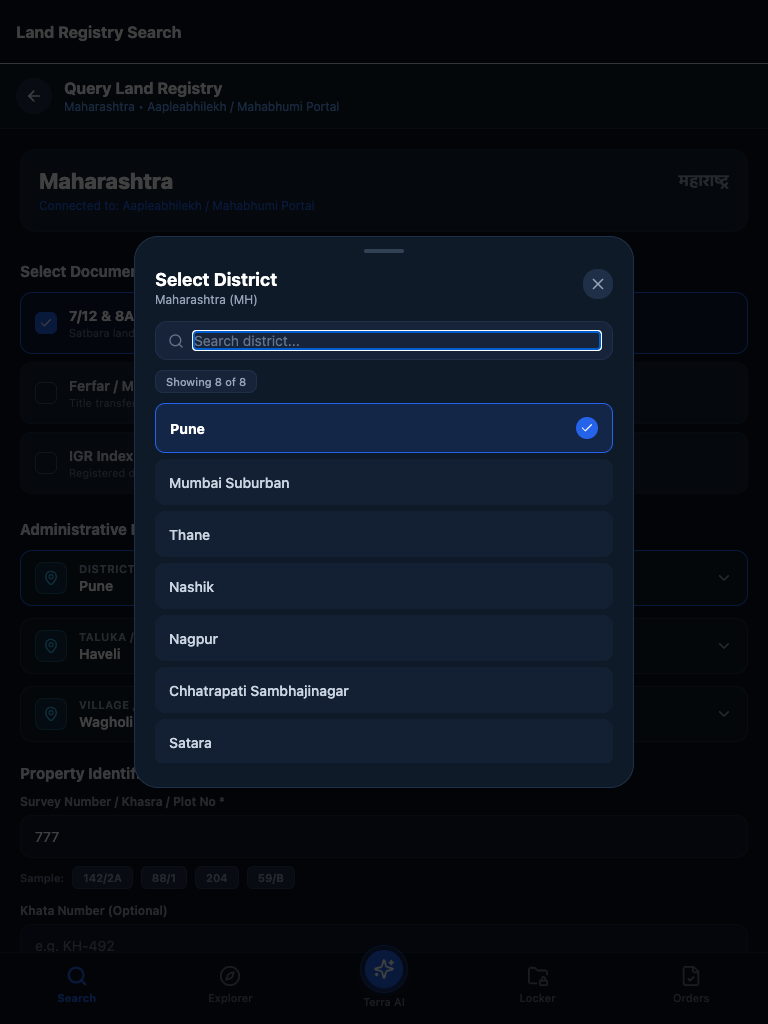 Land Registry Search
Query Land Registry
Maharashtra • Aapleabhilekh / Mahabhumi Portal
Maharashtra
महाराष्ट्र
Connected to: Aapleabhilekh / Mahabhumi Portal
Select Documen
7/12 & 8A
Satbara land
Ferfar / M
Title transfe
IGR Index
Registered d
Administrative
DISTRICT
Pune
TALUKA /
Haveli
VILLAGE
Wagholi
Select District
Maharashtra (MH)
Search district...
Showing 8 of 8
Pune
Mumbai Suburban
Thane
Nashik
Nagpur
Chhatrapati Sambhajinagar
Satara
Property Identifi
Survey Number / Khasra / Plot No *
777
Sample: 142/2A 88/1 204 59/B
Khata Number (Optional)
e.g. KH-492
Search Explorer Terra AI Locker Orders